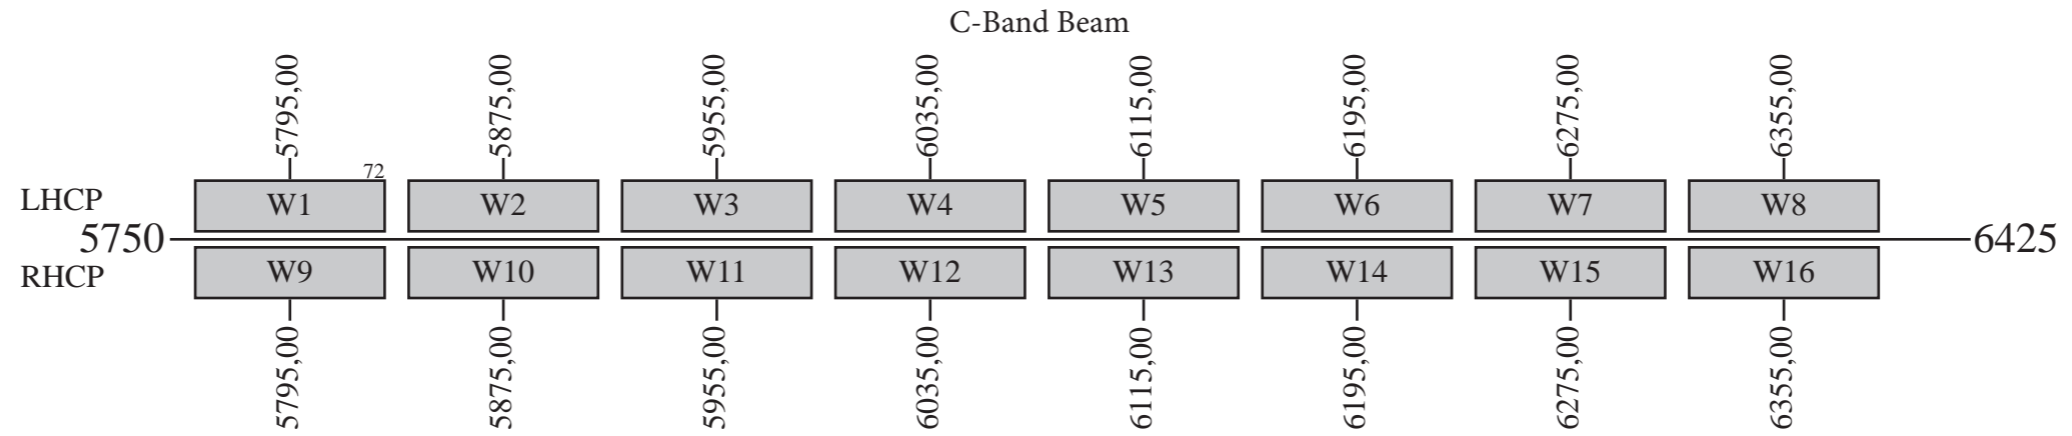 C-Band Beam
5795,00 5875,00 5955,00 6035,00 6115,00 6195,00 6275,00 6355,00
72
LHCP W1 W2 W3 W4 W5 W6 W7 W8
5750 6425
RHCP W9 W10 W11 W12 W13 W14 W15 W16
5795,00 5875,00 5955,00 6035,00 6115,00 6195,00 6275,00 6355,00